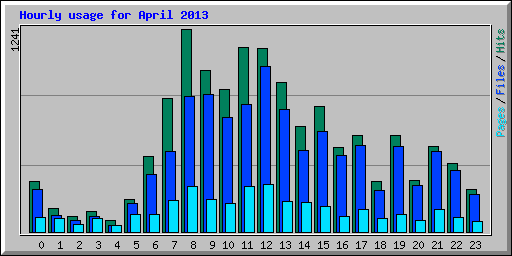 Hourly usage for April 2013
1241
Pages / Files / Hits
0 1 2 3 4 5 6 7 8 9 10 11 12 13 14 15 16 17 18 19 20 21 22 23